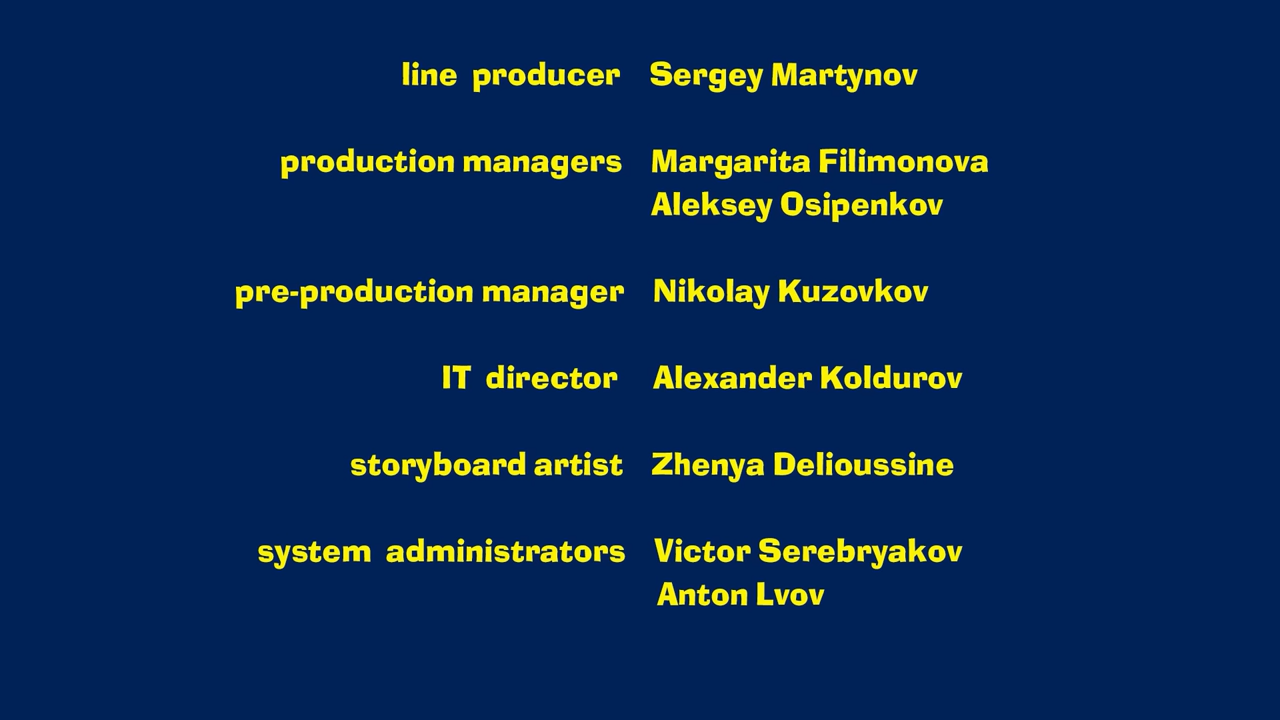 line producer Sergey Martynov
production managers Margarita Filimonova
Aleksey Osipenkov
pre-production manager Nikolay Kuzovkov
IT director Alexander Koldurov
storyboard artist Zhenya Delioussine
system administrators Victor Serebryakov
Anton Lvov